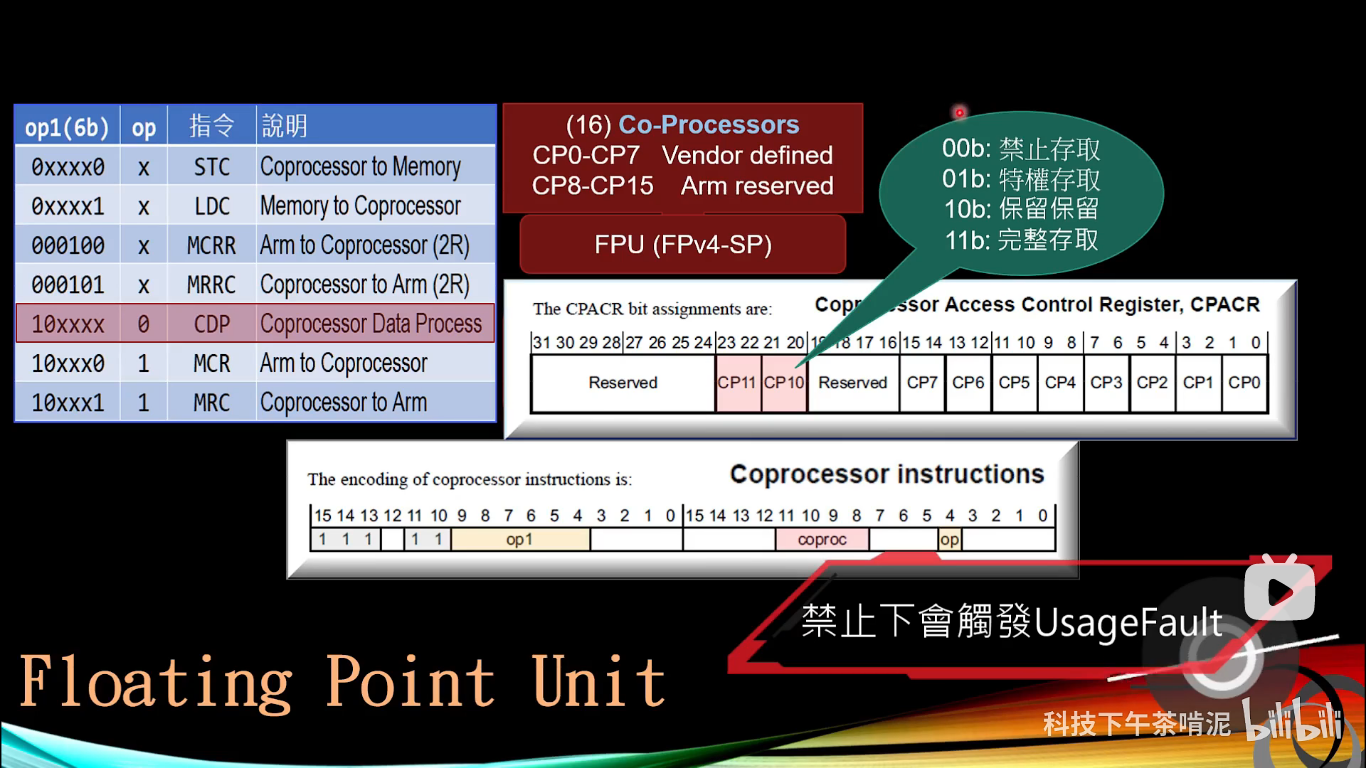 op1(6b) op 指令 說明
0xxxx0 x STC Coprocessor to Memory
0xxxx1 x LDC Memory to Coprocessor
000100 x MCRR Arm to Coprocessor (2R)
000101 x MRRC Coprocessor to Arm (2R)
10xxxx 0 CDP Coprocessor Data Process
10xxx0 1 MCR Arm to Coprocessor
10xxx1 1 MRC Coprocessor to Arm
(16) Co-Processors
CP0-CP7 Vendor defined
CP8-CP15 Arm reserved
FPU (FPv4-SP)
00b: 禁止存取
01b: 特權存取
10b: 保留保留
11b: 完整存取
The CPACR bit assignments are: Coprocessor Access Control Register, CPACR
31 30 29 28 27 26 25 24 23 22 21 20 19 18 17 16 15 14 13 12 11 10 9 8 7 6 5 4 3 2 1 0
Reserved CP11 CP10 Reserved CP7 CP6 CP5 CP4 CP3 CP2 CP1 CP0
The encoding of coprocessor instructions is: Coprocessor instructions
15 14 13 12 11 10 9 8 7 6 5 4 3 2 1 0 15 14 13 12 11 10 9 8 7 6 5 4 3 2 1 0
1 1 1 1 1 op1 coproc op
禁止下會觸發UsageFault
Floating Point Unit
科技下午茶啃泥 bilibili